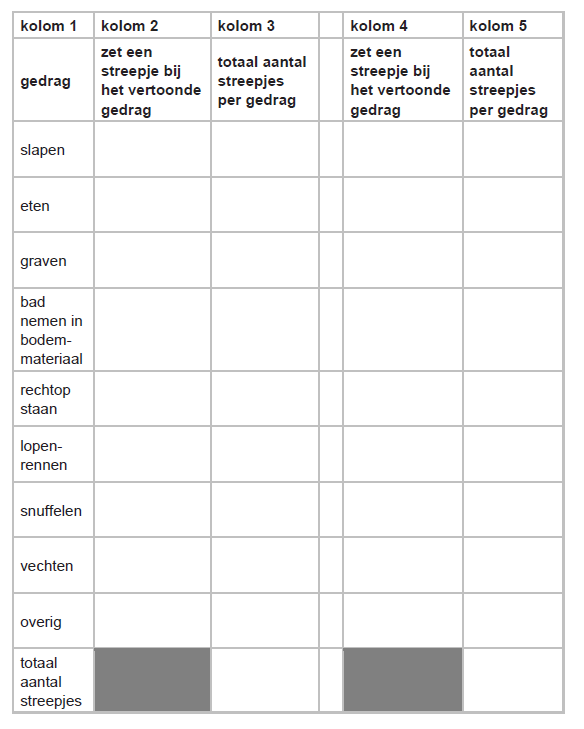 kolom 1 kolom 2 kolom 3 kolom 4 kolom 5
gedrag
zet een
streepje bij
het vertoonde
gedrag
totaal aantal
streepjes
per gedrag
zet een
streepje bij
het vertoonde
gedrag
totaal
aantal
streepjes
per gedrag
slapen
eten
graven
bad
nemen in
bodem-
materiaal
rechtop
staan
lopen-
rennen
snuffelen
vechten
overig
totaal
aantal
streepjes